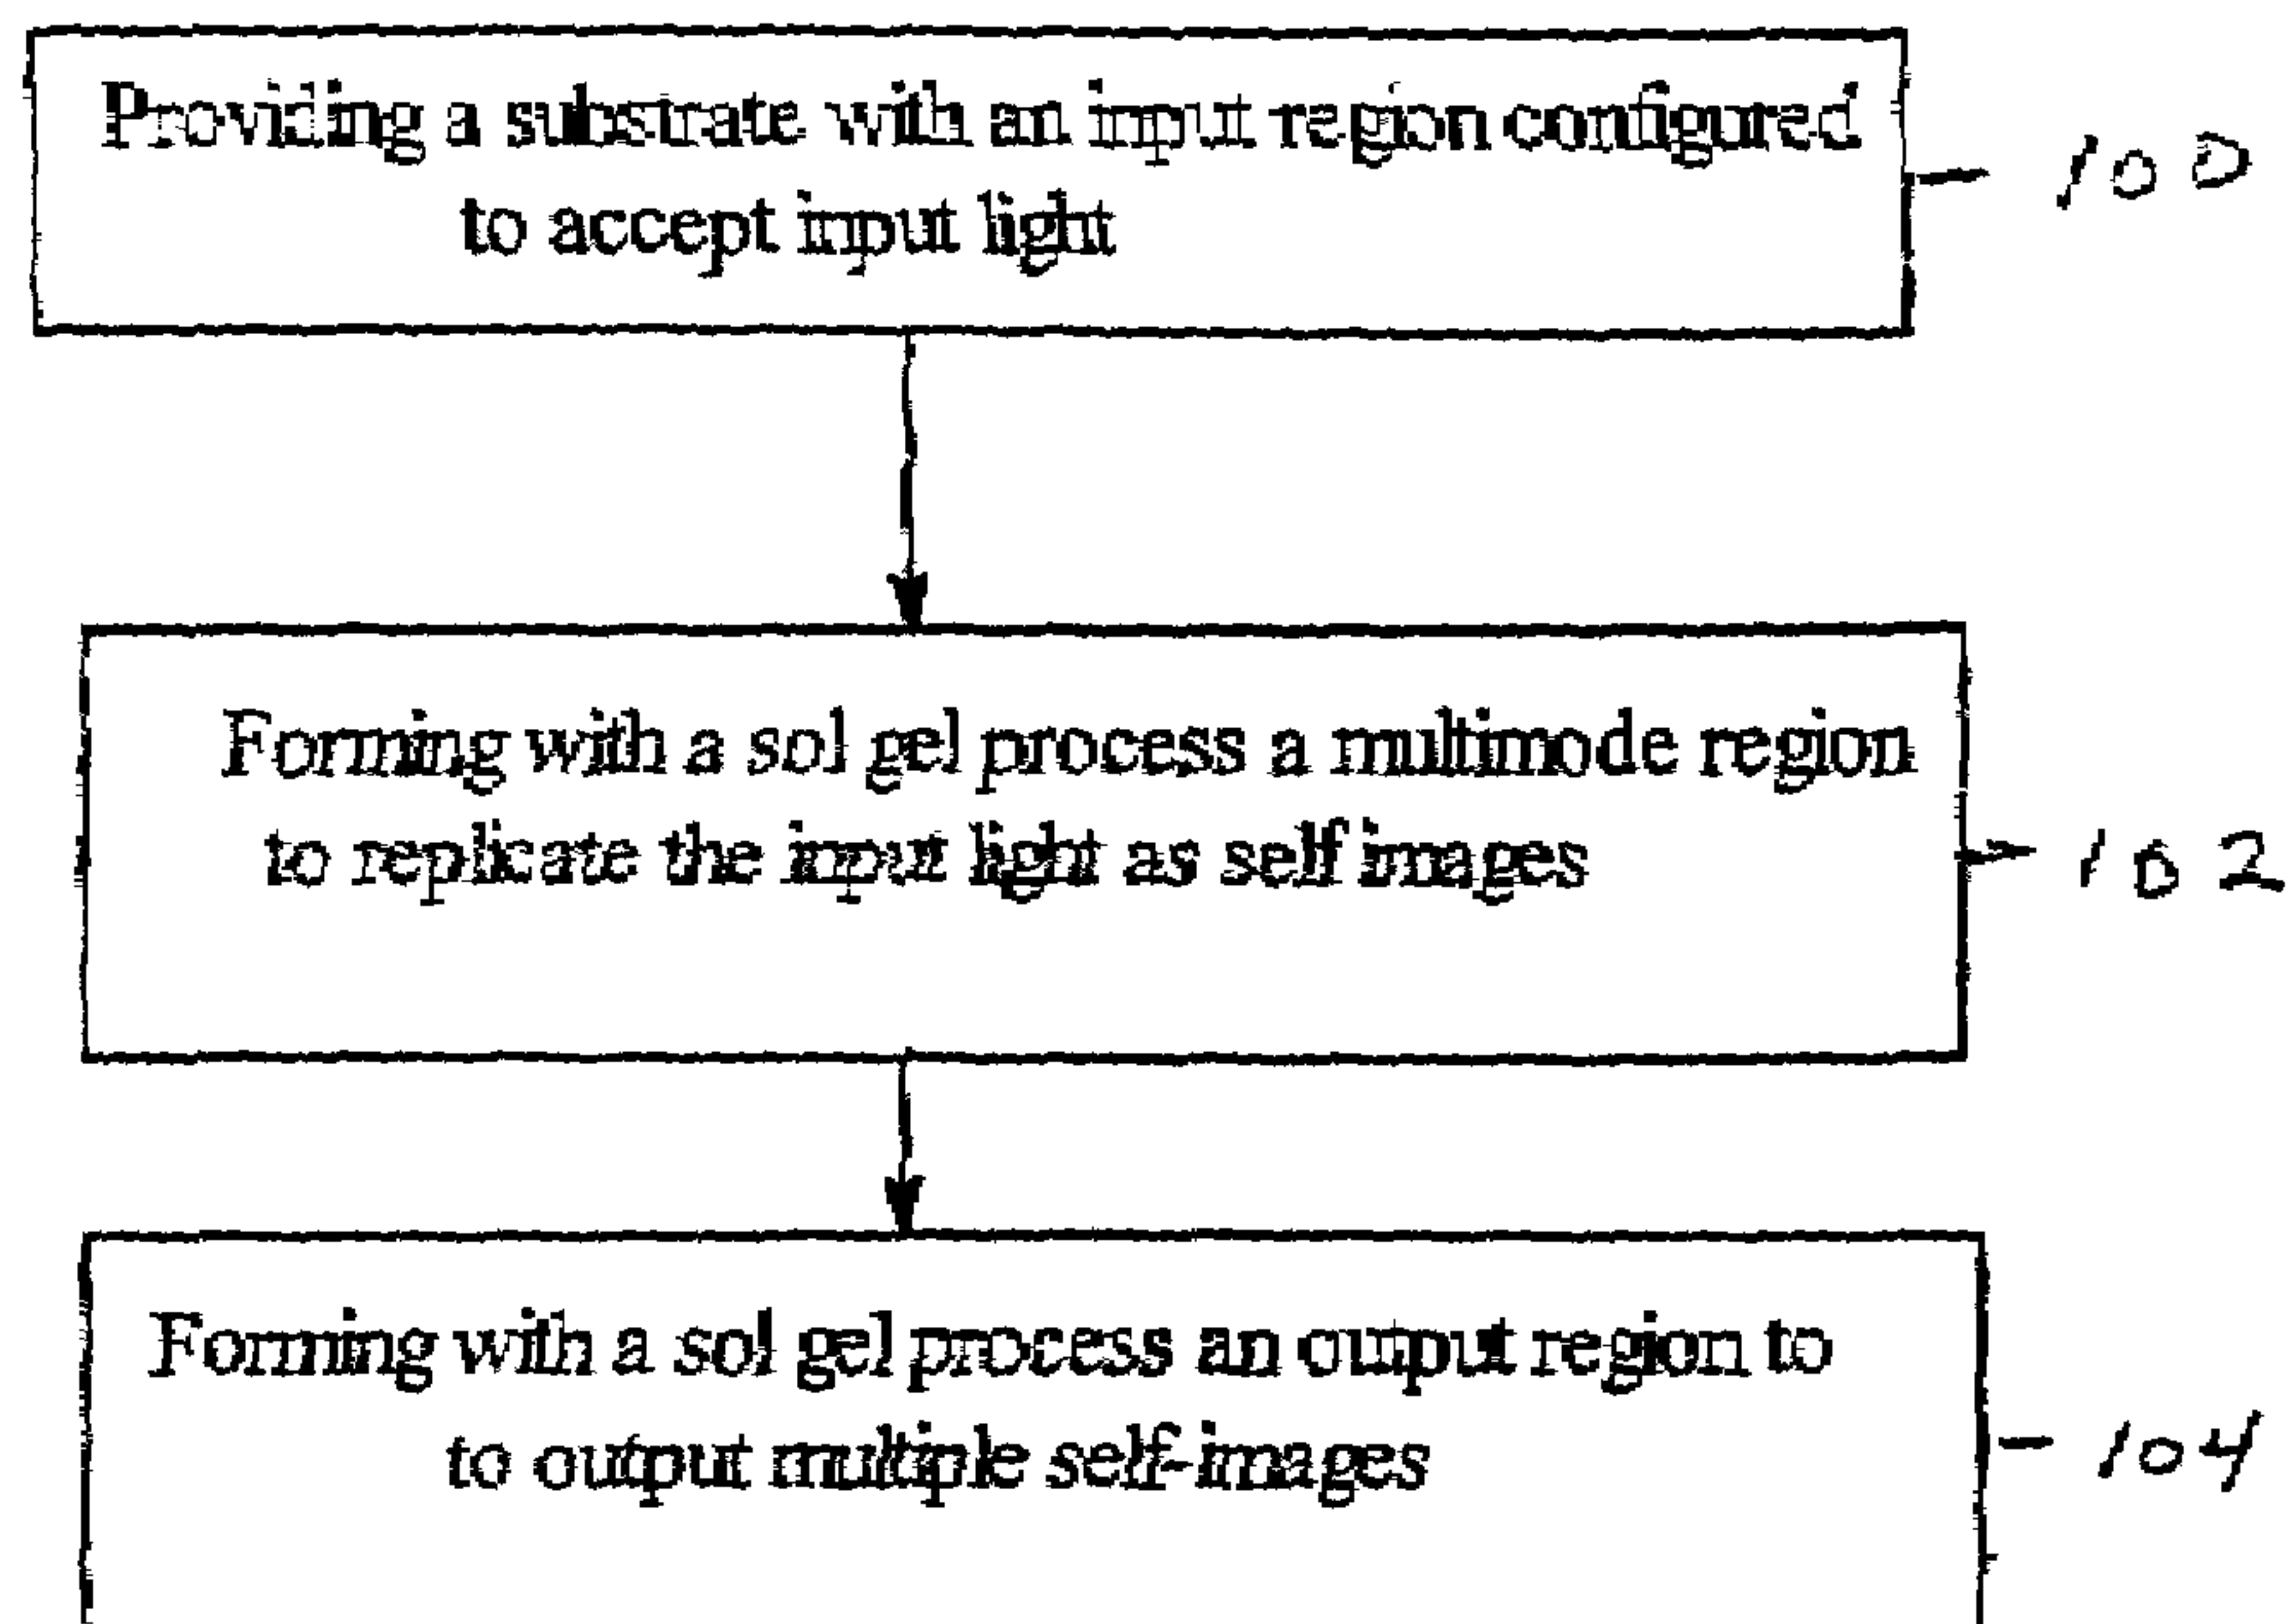 Providing a substrate with an input region configured
to accept input light
100
Forming with a sol gel process a multimode region
to replicate the input light as self images
102
Forming with a sol gel process an output region to
to output multiple self-images
104